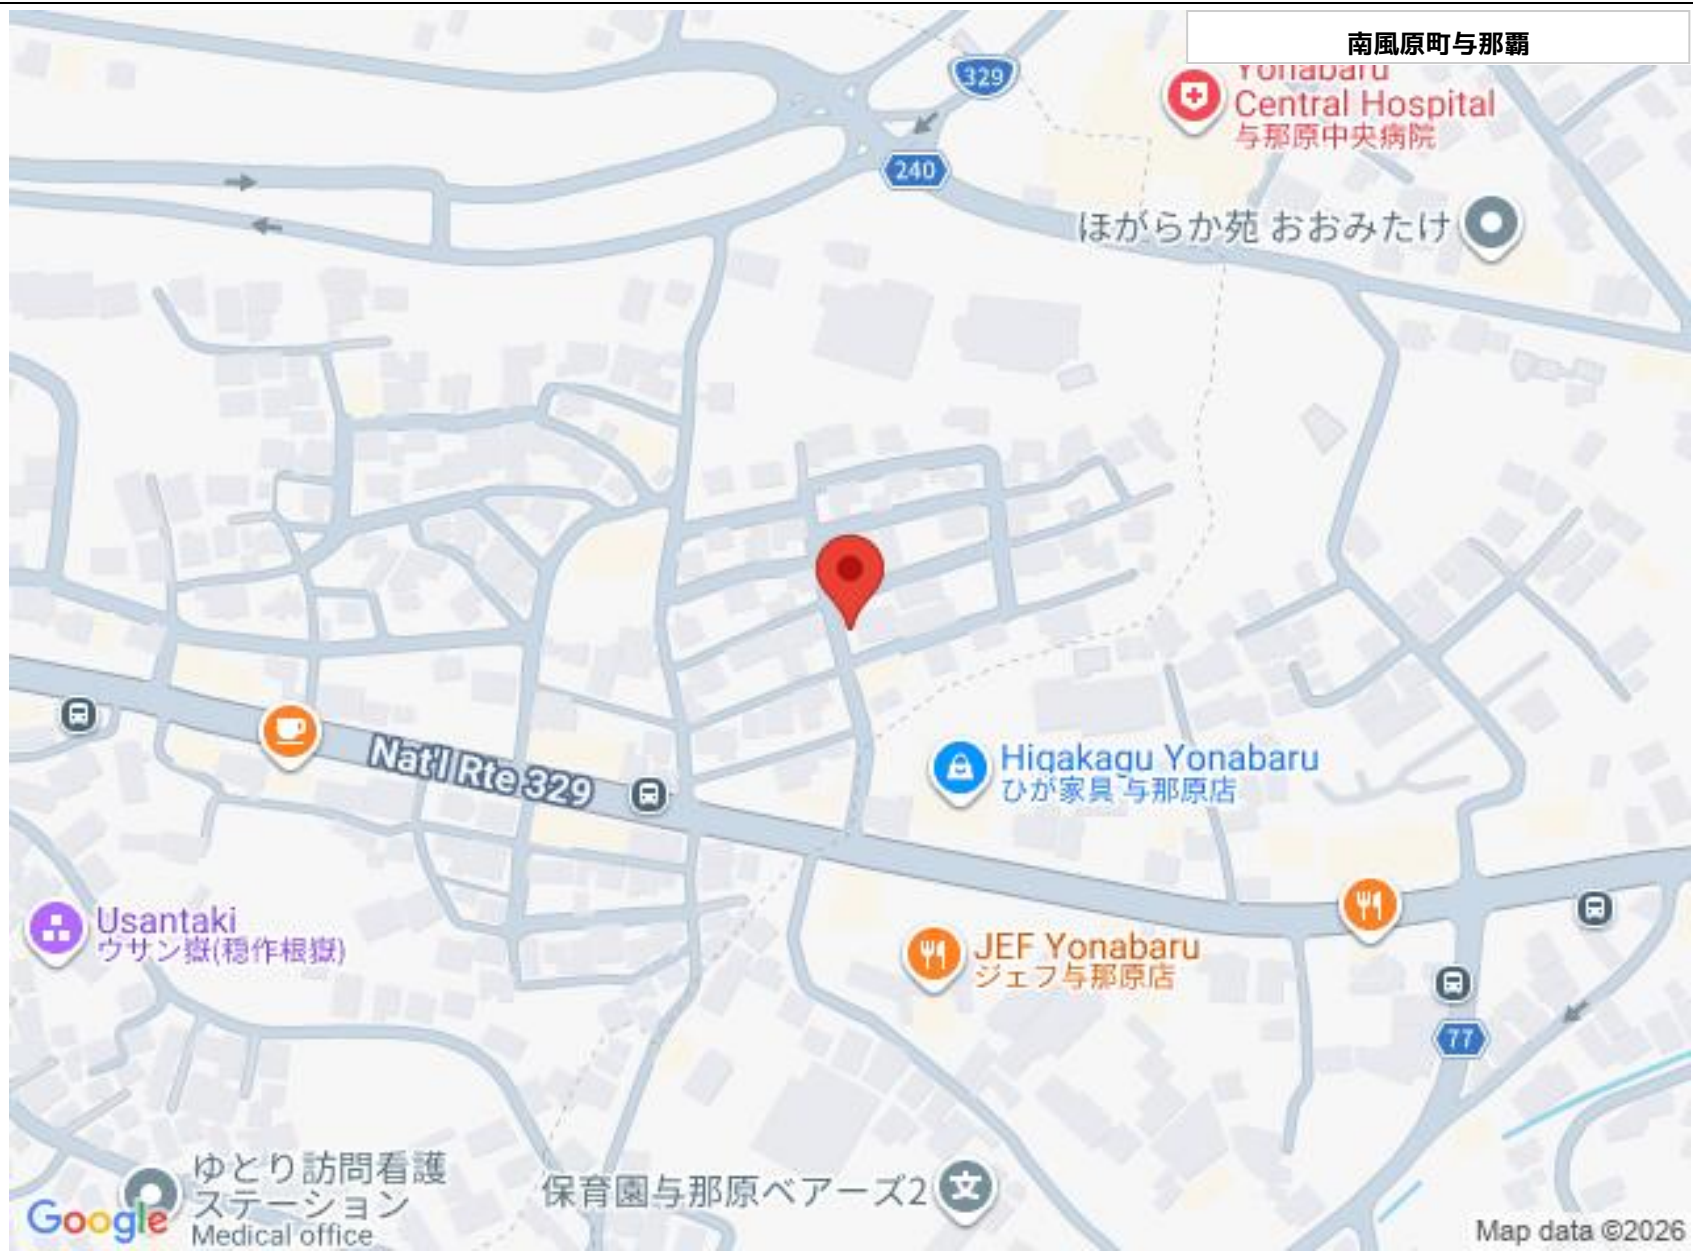 南風原町与那覇
329
Yonabaru
Central Hospital
与那原中央病院
240
ほがらか苑 おおみたけ
Nat'l Rte 329
Higakagu Yonabaru
ひが家具 与那原店
Usantaki
ウサン嶽(穏作根嶽)
JEF Yonabaru
ジェフ与那原店
77
ゆとり訪問看護
ステーション
Medical office
保育園与那原ベアーズ2
文
Google
Map data ©2026